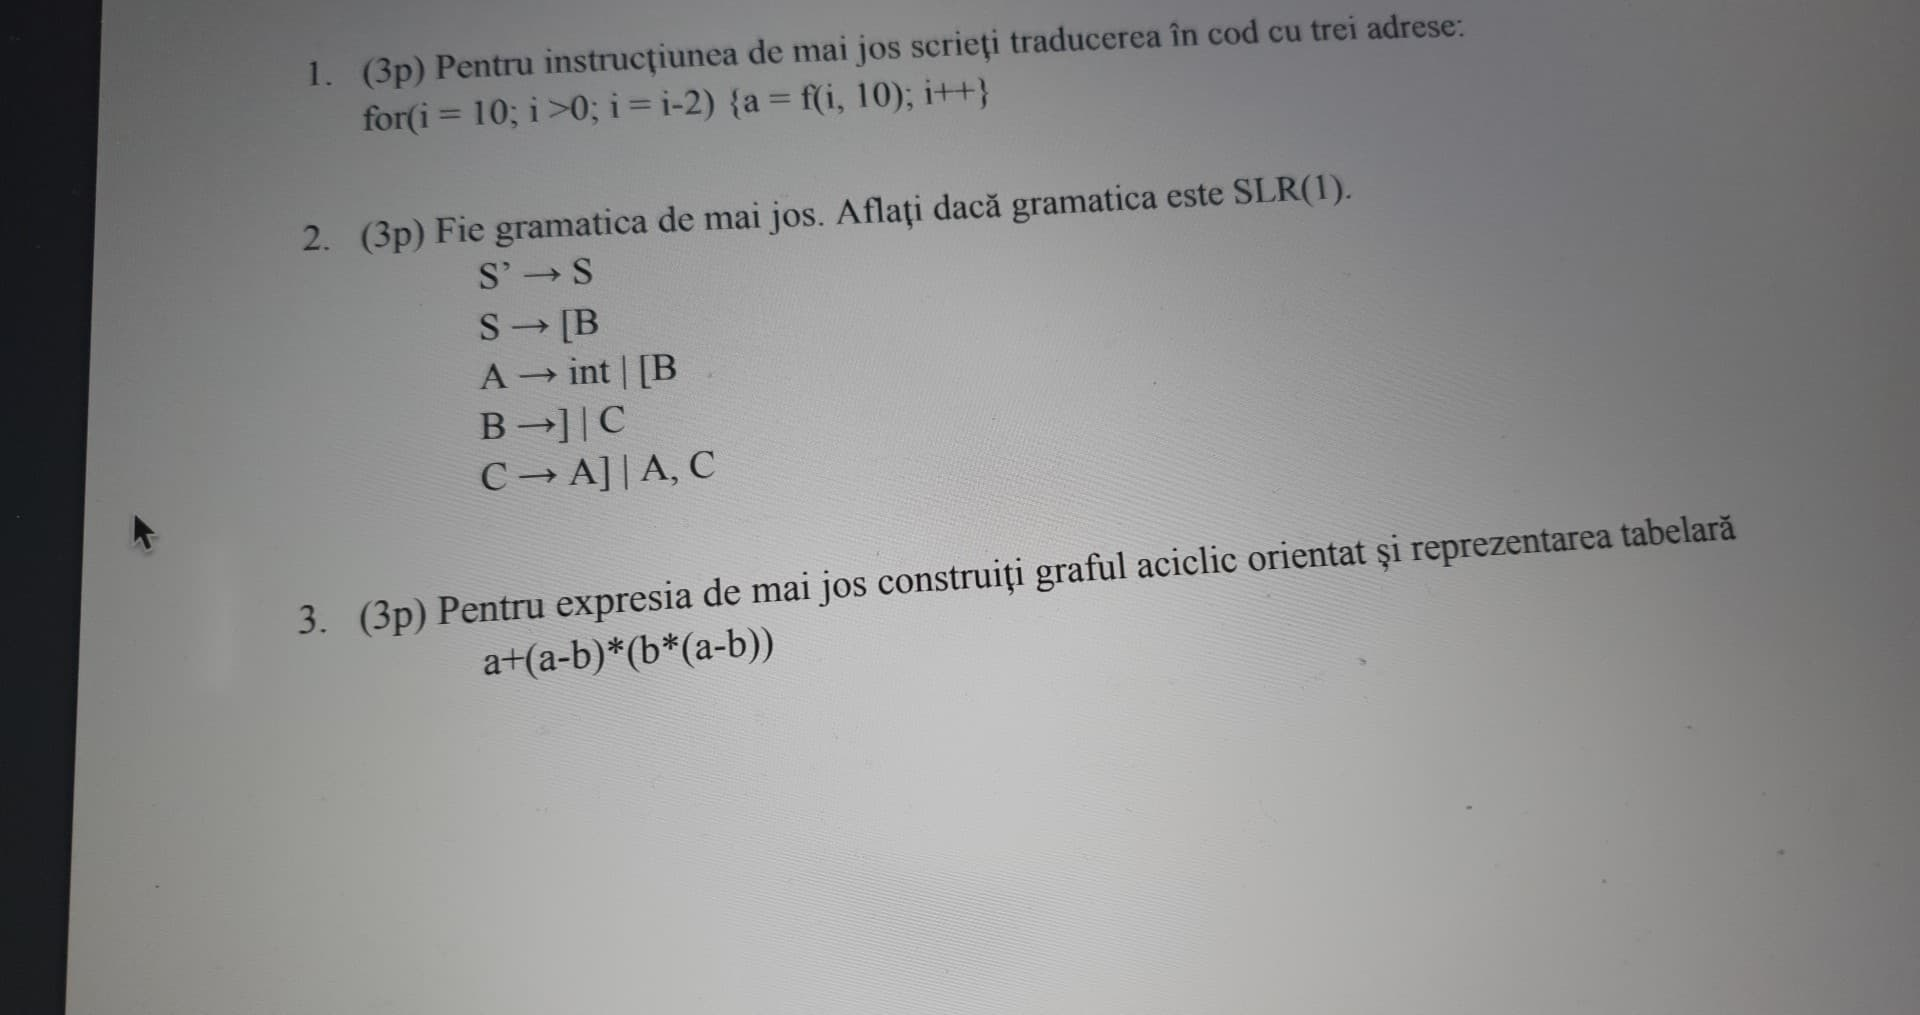 1. (3p) Pentru instrucţiunea de mai jos scrieţi traducerea în cod cu trei adrese:
for(i = 10; i >0; i = i-2) {a = f(i, 10); i++}
2. (3p) Fie gramatica de mai jos. Aflaţi dacă gramatica este SLR(1).
S’ → S
S → [B
A → int | [B
B →] | C
C → A] | A, C
3. (3p) Pentru expresia de mai jos construiţi graful aciclic orientat şi reprezentarea tabelară
a+(a-b)*(b*(a-b))